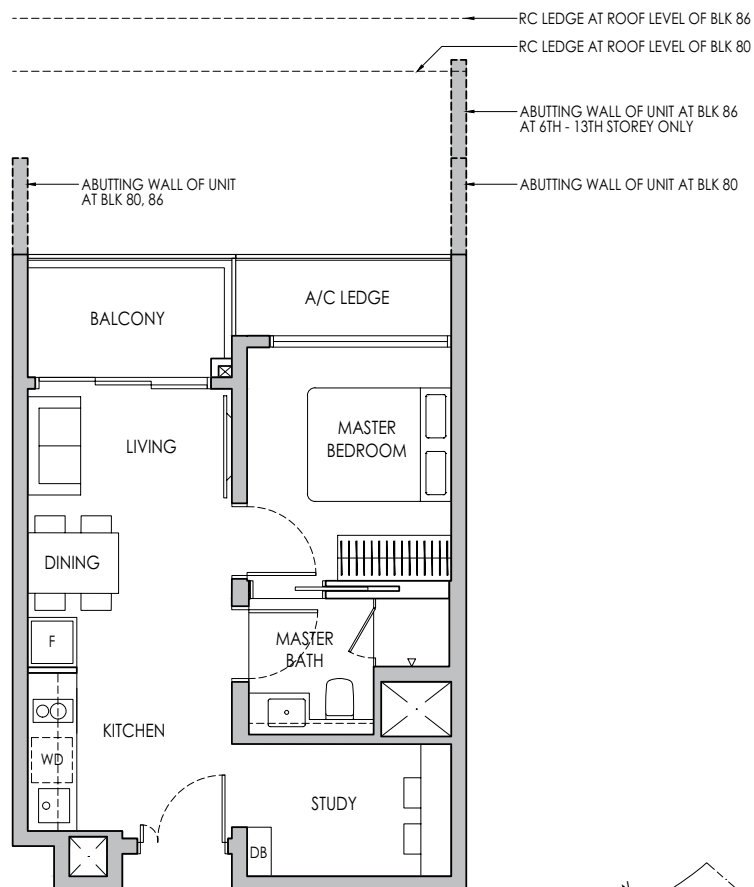 RC LEDGE AT ROOF LEVEL OF BLK 86
RC LEDGE AT ROOF LEVEL OF BLK 80
ABUTTING WALL OF UNIT AT BLK 86
AT 6TH - 13TH STOREY ONLY
ABUTTING WALL OF UNIT
AT BLK 80, 86
ABUTTING WALL OF UNIT AT BLK 80
BALCONY
A/C LEDGE
LIVING
MASTER
BEDROOM
DINING
F
MASTER
BATH
KITCHEN
WD
STUDY
DB